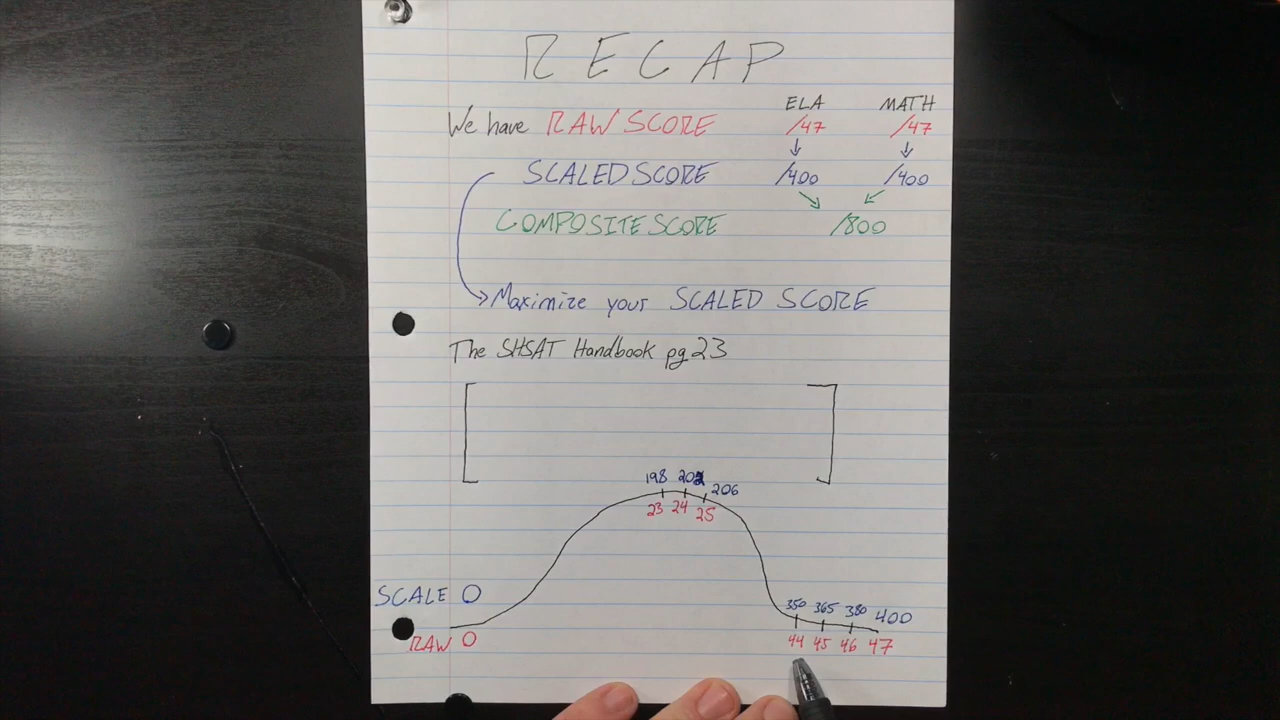 RECAP
ELA MATH
We have RAW SCORE /47 /47
SCALED SCORE /400 /400
COMPOSITE SCORE /800
Maximize your SCALED SCORE
The SHSAT Handbook pg 23
198 202 206
23 24 25
SCALE 0 350 365 380 400
RAW 0 44 45 46 47